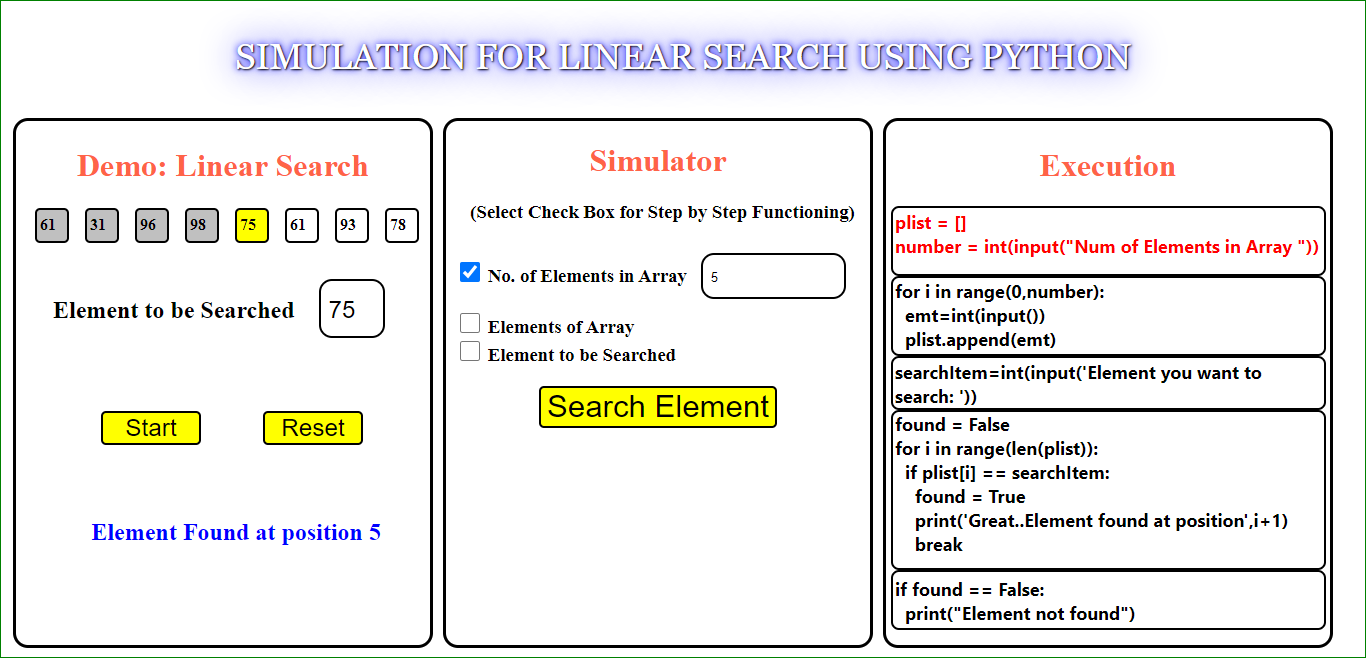 SIMULATION FOR LINEAR SEARCH USING PYTHON
Demo: Linear Search
61 31 96 98 75 61 93 78
Element to be Searched 75
Start Reset
Element Found at position 5
Simulator
(Select Check Box for Step by Step Functioning)
No. of Elements in Array 5
Elements of Array
Element to be Searched
Search Element
Execution
plist = []
number = int(input("Num of Elements in Array "))
for i in range(0,number):
  emt=int(input())
  plist.append(emt)
searchItem=int(input('Element you want to
search: '))
found = False
for i in range(len(plist)):
  if plist[i] == searchItem:
    found = True
    print('Great..Element found at position',i+1)
    break
if found == False:
  print("Element not found")